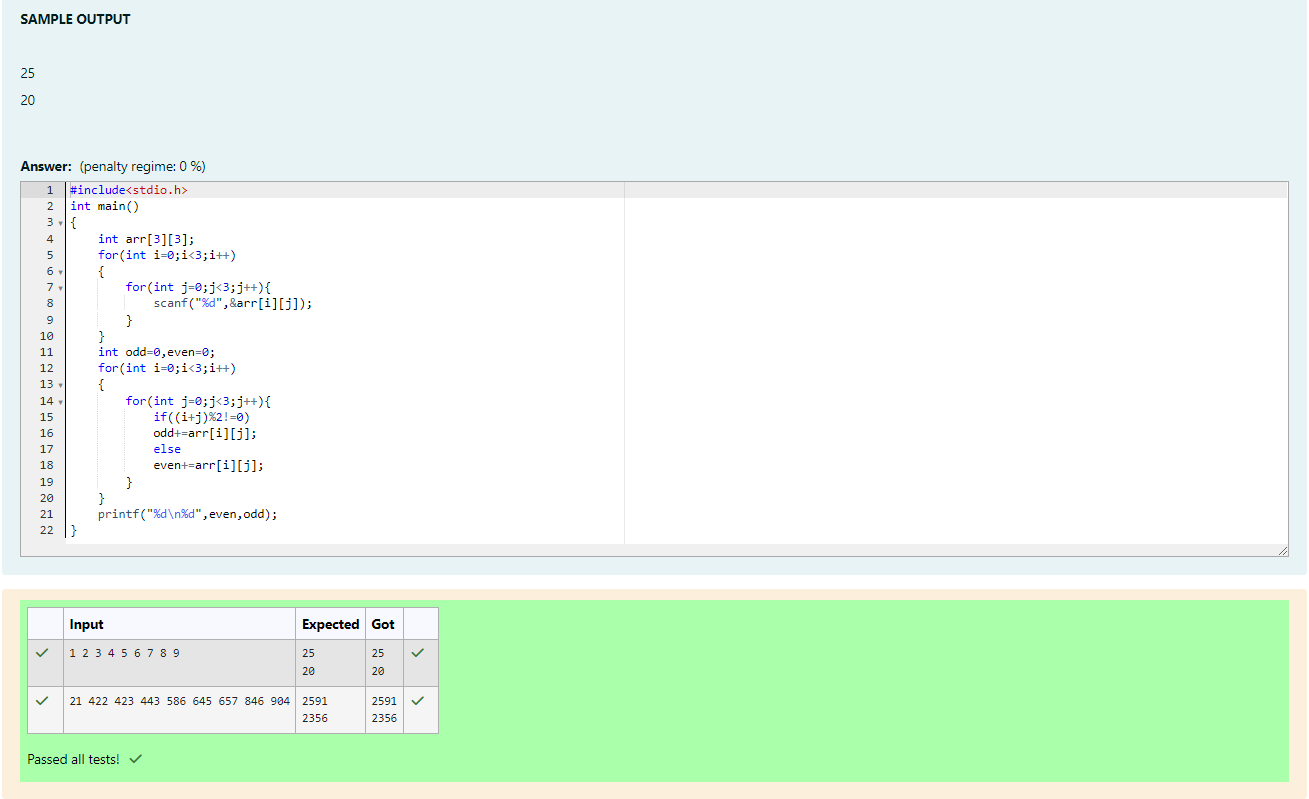 SAMPLE OUTPUT
25
20
Answer: (penalty regime: 0 %)
1 #include<stdio.h>
2 int main()
3 {
4     int arr[3][3];
5     for(int i=0;i<3;i++)
6     {
7         for(int j=0;j<3;j++){
8             scanf("%d",&arr[i][j]);
9         }
10     }
11     int odd=0,even=0;
12     for(int i=0;i<3;i++)
13     {
14         for(int j=0;j<3;j++){
15             if((i+j)%2!=0)
16             odd+=arr[i][j];
17             else
18             even+=arr[i][j];
19         }
20     }
21     printf("%d\n%d",even,odd);
22 }
Input Expected Got
1 2 3 4 5 6 7 8 9 25 25
20 20
21 422 423 443 586 645 657 846 904 2591 2591
2356 2356
Passed all tests!